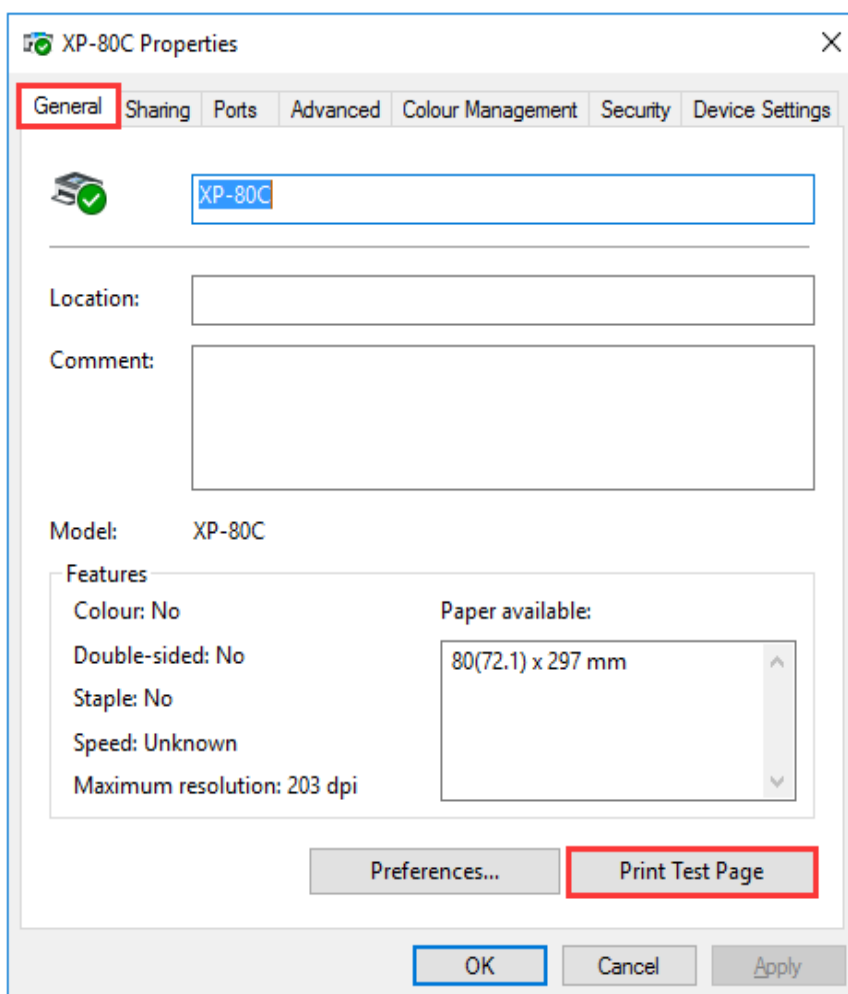 XP-80C Properties
General Sharing Ports Advanced Colour Management Security Device Settings
XP-80C
Location:
Comment:
Model: XP-80C
Features
Colour: No
Paper available:
Double-sided: No
80(72.1) x 297 mm
Staple: No
Speed: Unknown
Maximum resolution: 203 dpi
Preferences... Print Test Page
OK Cancel Apply